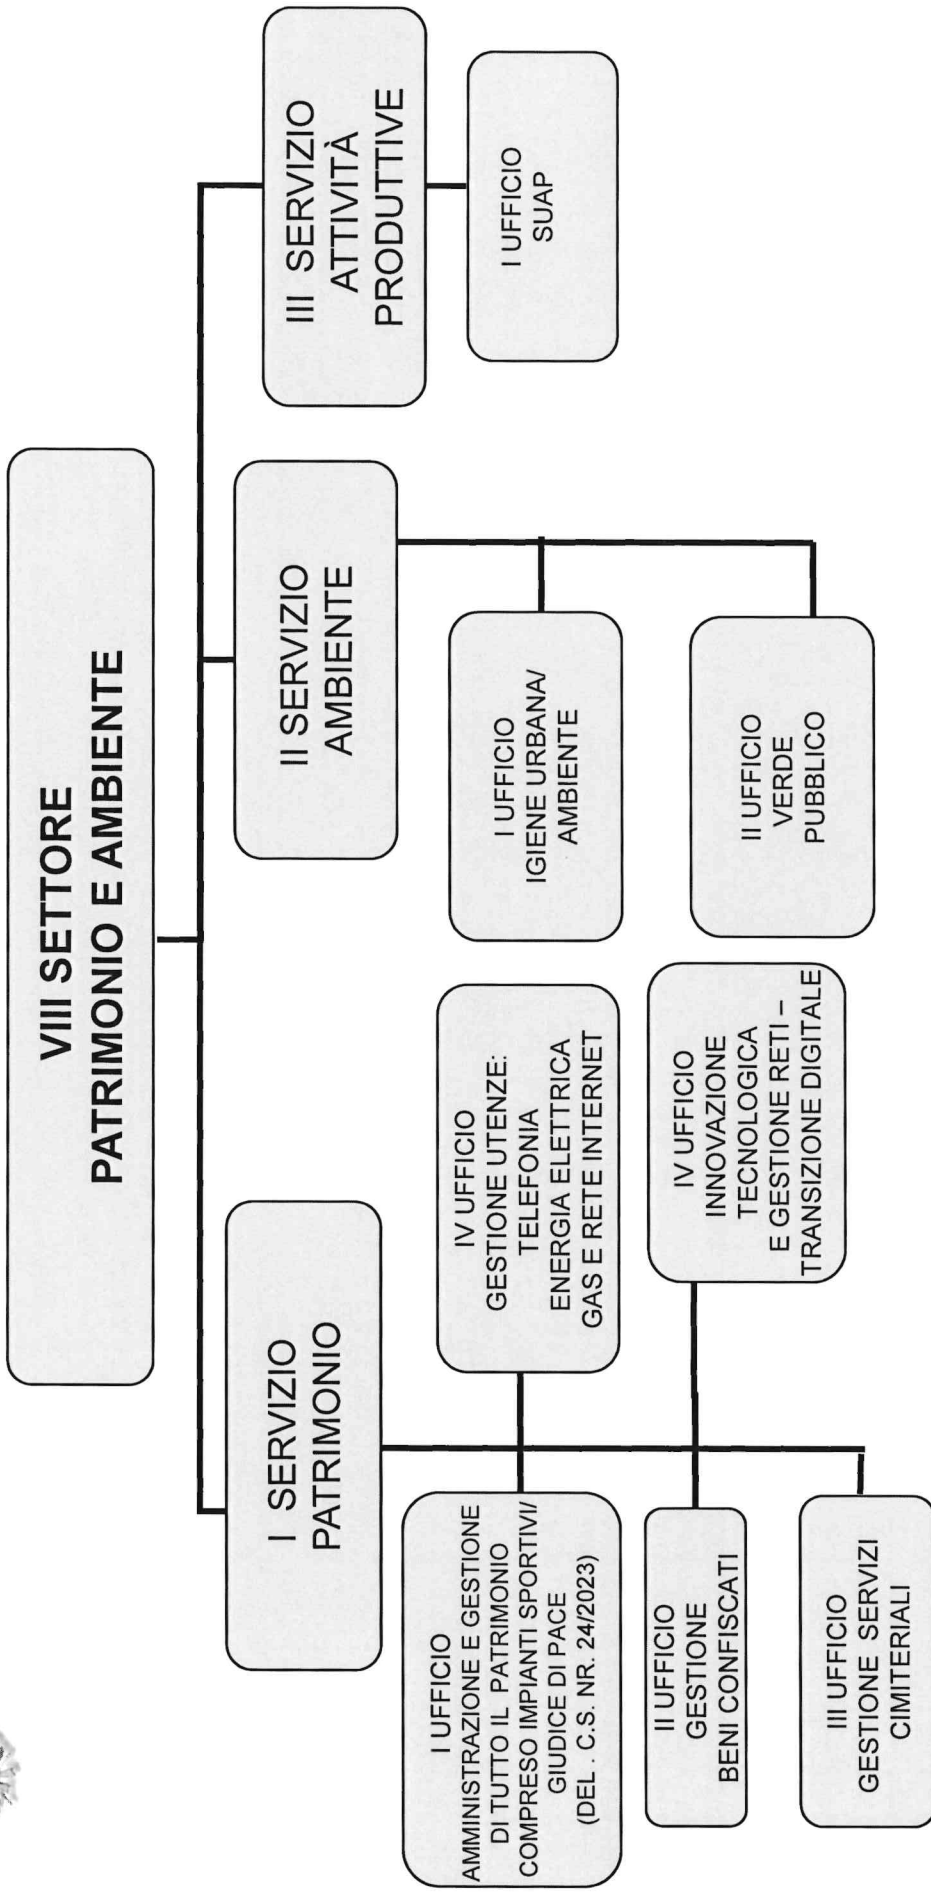 VIII SETTORE
PATRIMONIO E AMBIENTE
I SERVIZIO
PATRIMONIO
II SERVIZIO
AMBIENTE
III SERVIZIO
ATTIVITÀ
PRODUTTIVE
I UFFICIO
AMMINISTRAZIONE E GESTIONE
DI TUTTO IL PATRIMONIO
COMPRESO IMPIANTI SPORTIVI/
GIUDICE DI PACE
(DEL . C.S. NR. 24/2023)
IV UFFICIO
GESTIONE UTENZE:
TELEFONIA
ENERGIA ELETTRICA
GAS E RETE INTERNET
II UFFICIO
GESTIONE
BENI CONFISCATI
IV UFFICIO
INNOVAZIONE
TECNOLOGICA
E GESTIONE RETI –
TRANSIZIONE DIGITALE
III UFFICIO
GESTIONE SERVIZI
CIMITERIALI
I UFFICIO
IGIENE URBANA/
AMBIENTE
II UFFICIO
VERDE
PUBBLICO
I UFFICIO
SUAP